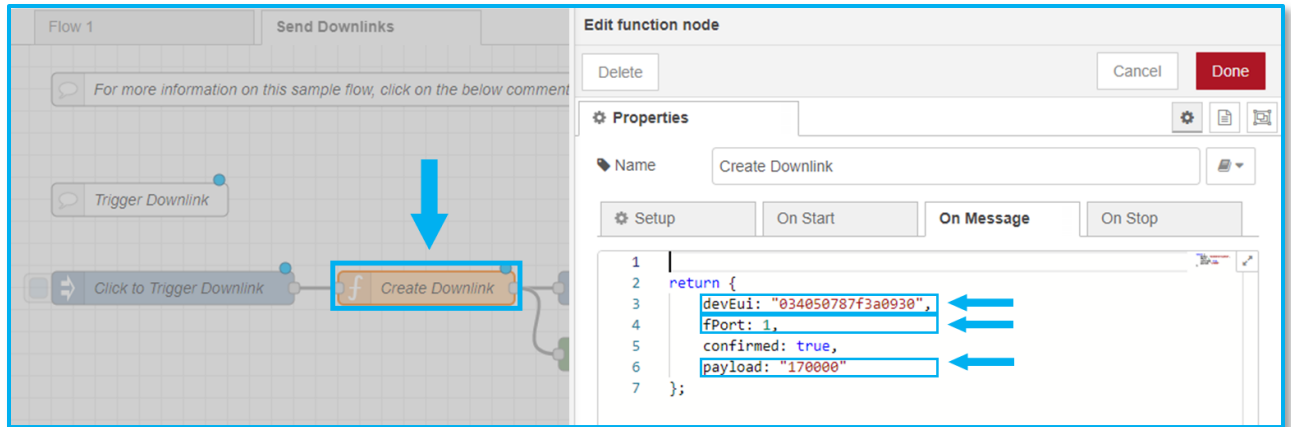 Flow 1
Send Downlinks
For more information on this sample flow, click on the below comment
Trigger Downlink
Click to Trigger Downlink
f
Create Downlink
Edit function node
Delete
Cancel
Done
Properties
Name
Create Downlink
Setup
On Start
On Message
On Stop
1
2 return {
3 devEui: "034050787f3a0930",
4 fPort: 1,
5 confirmed: true,
6 payload: "170000"
7 };